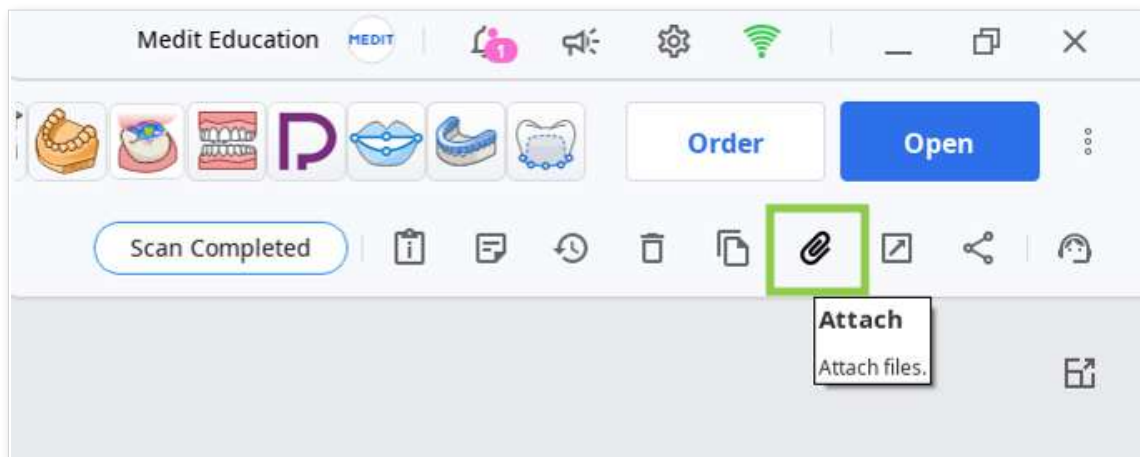 Medit Education MEDIT
1
Order Open
Scan Completed
Attach
Attach files.